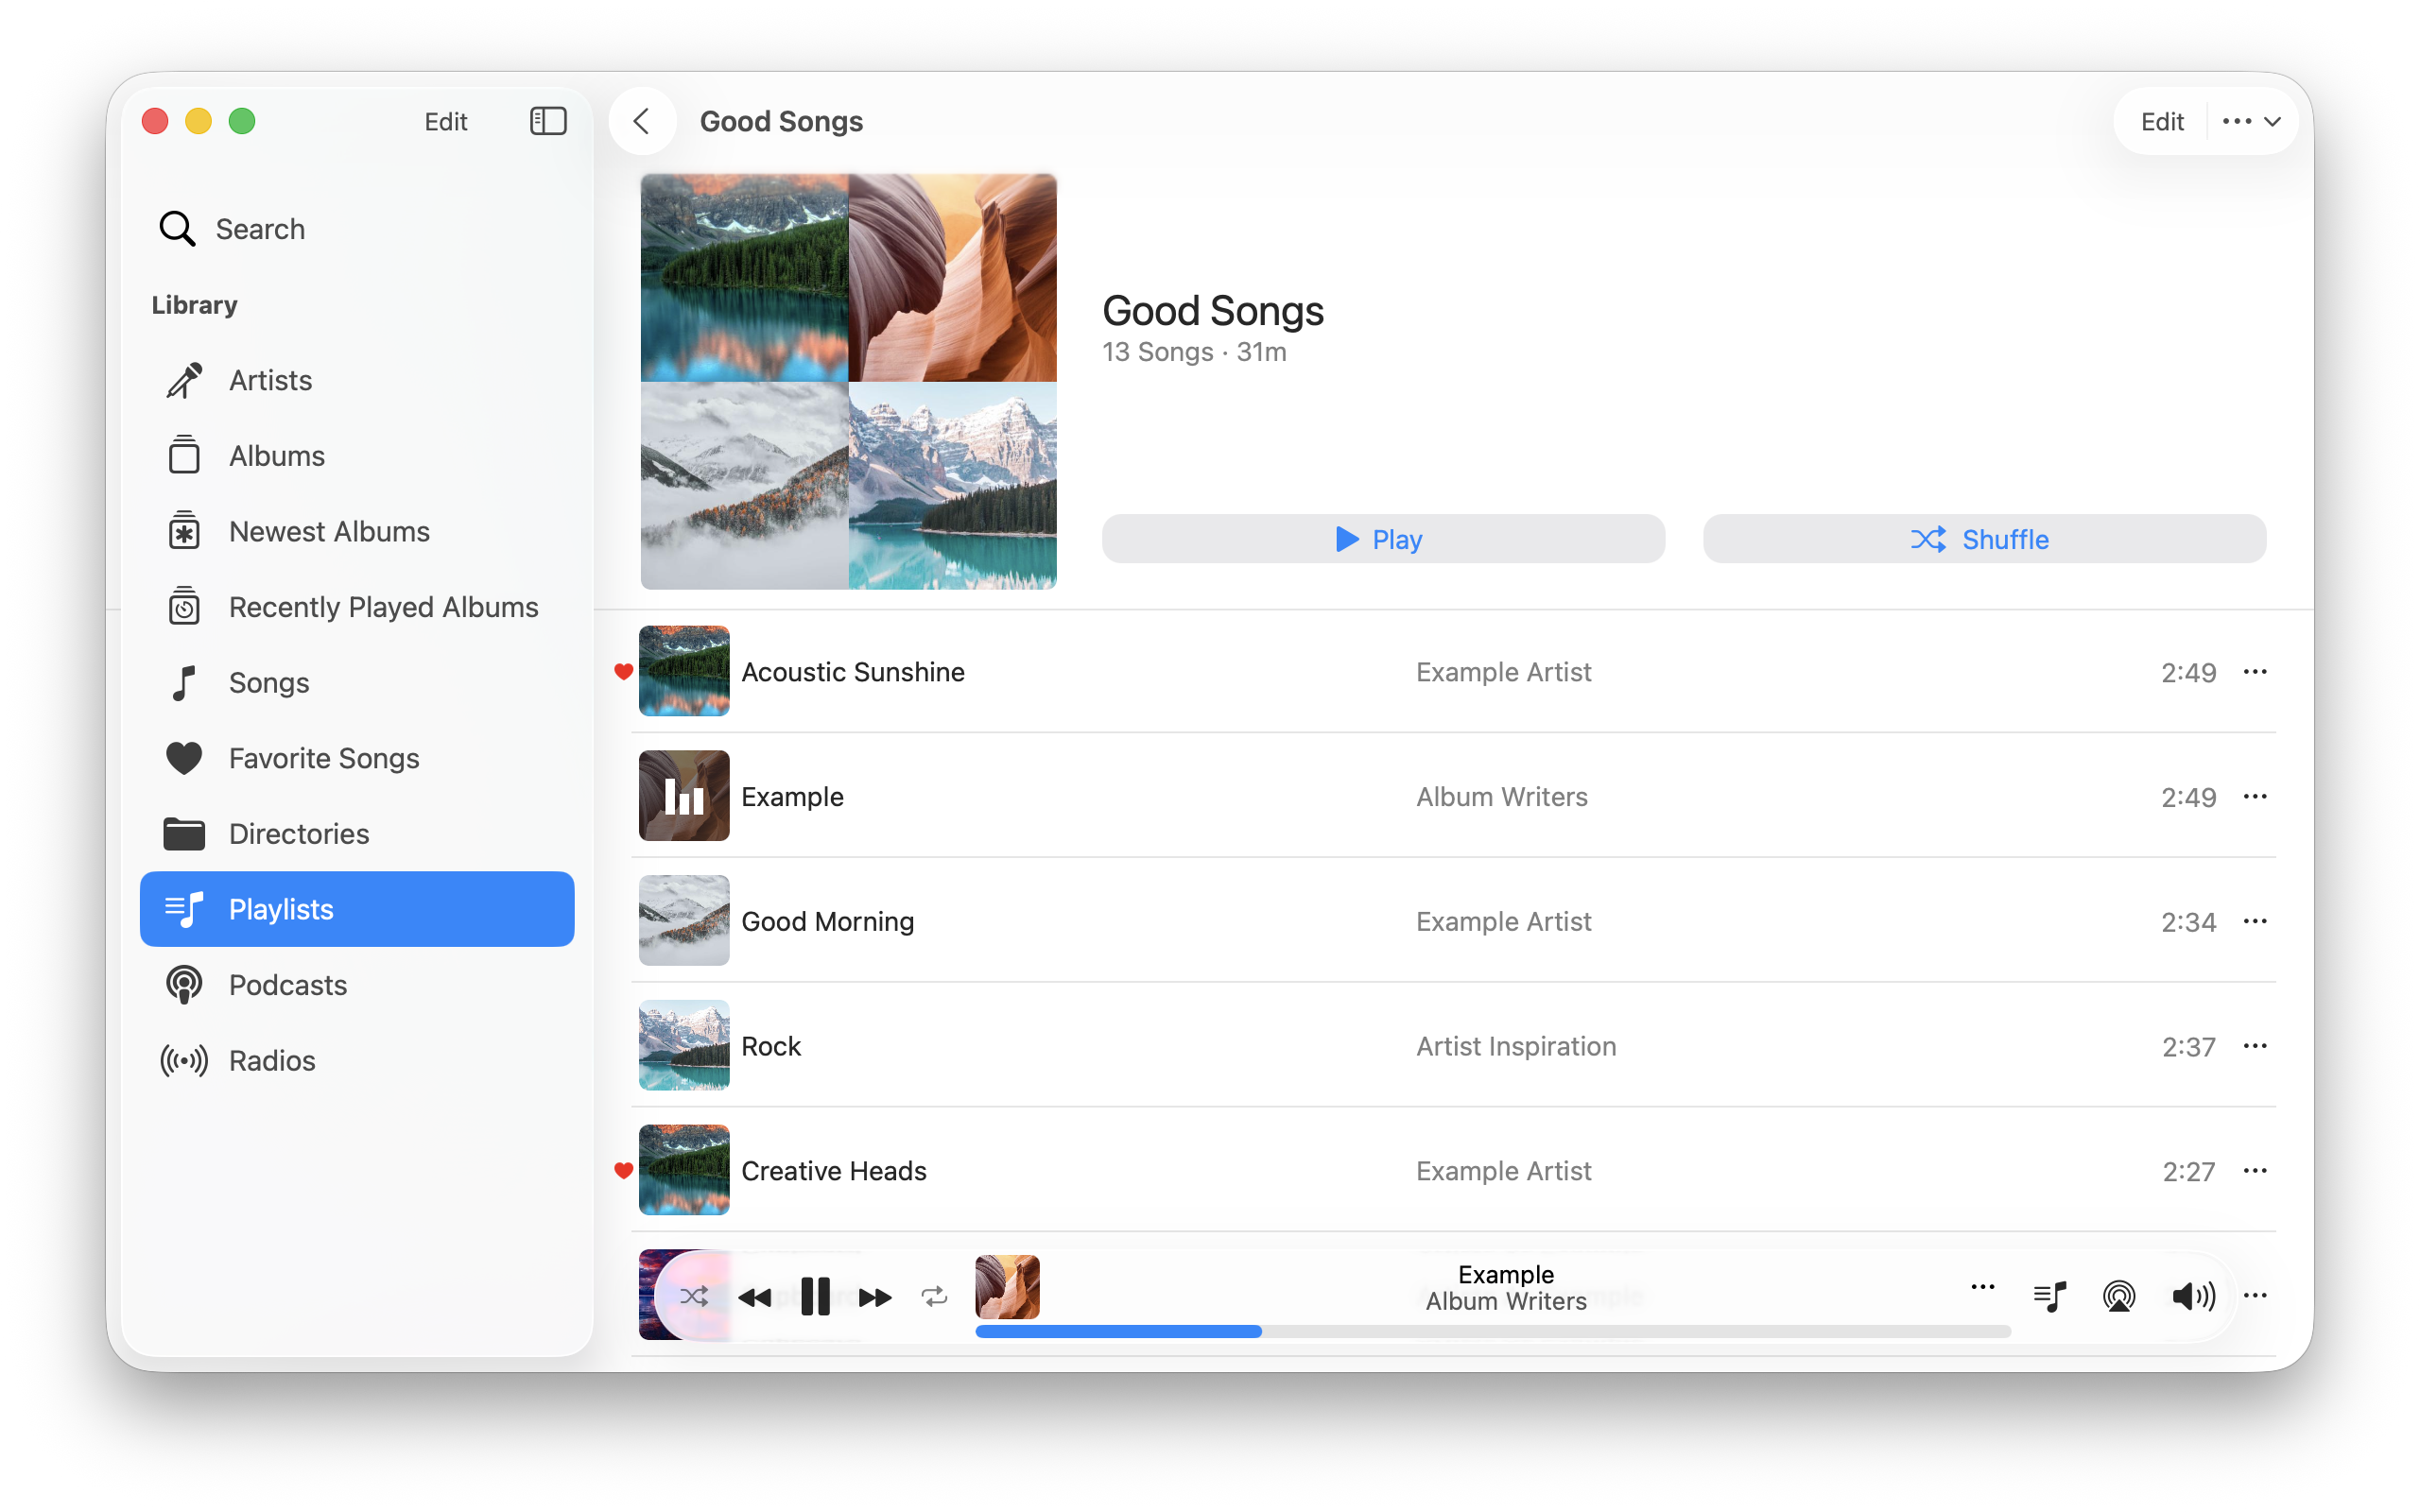 Edit
Good Songs
Edit
Search
Library
Artists
Albums
Newest Albums
Recently Played Albums
Songs
Favorite Songs
Directories
Playlists
Podcasts
Radios
Good Songs
13 Songs · 31m
Play
Shuffle
Acoustic Sunshine Example Artist 2:49
Example Album Writers 2:49
Good Morning Example Artist 2:34
Rock Artist Inspiration 2:37
Creative Heads Example Artist 2:27
Example
Album Writers